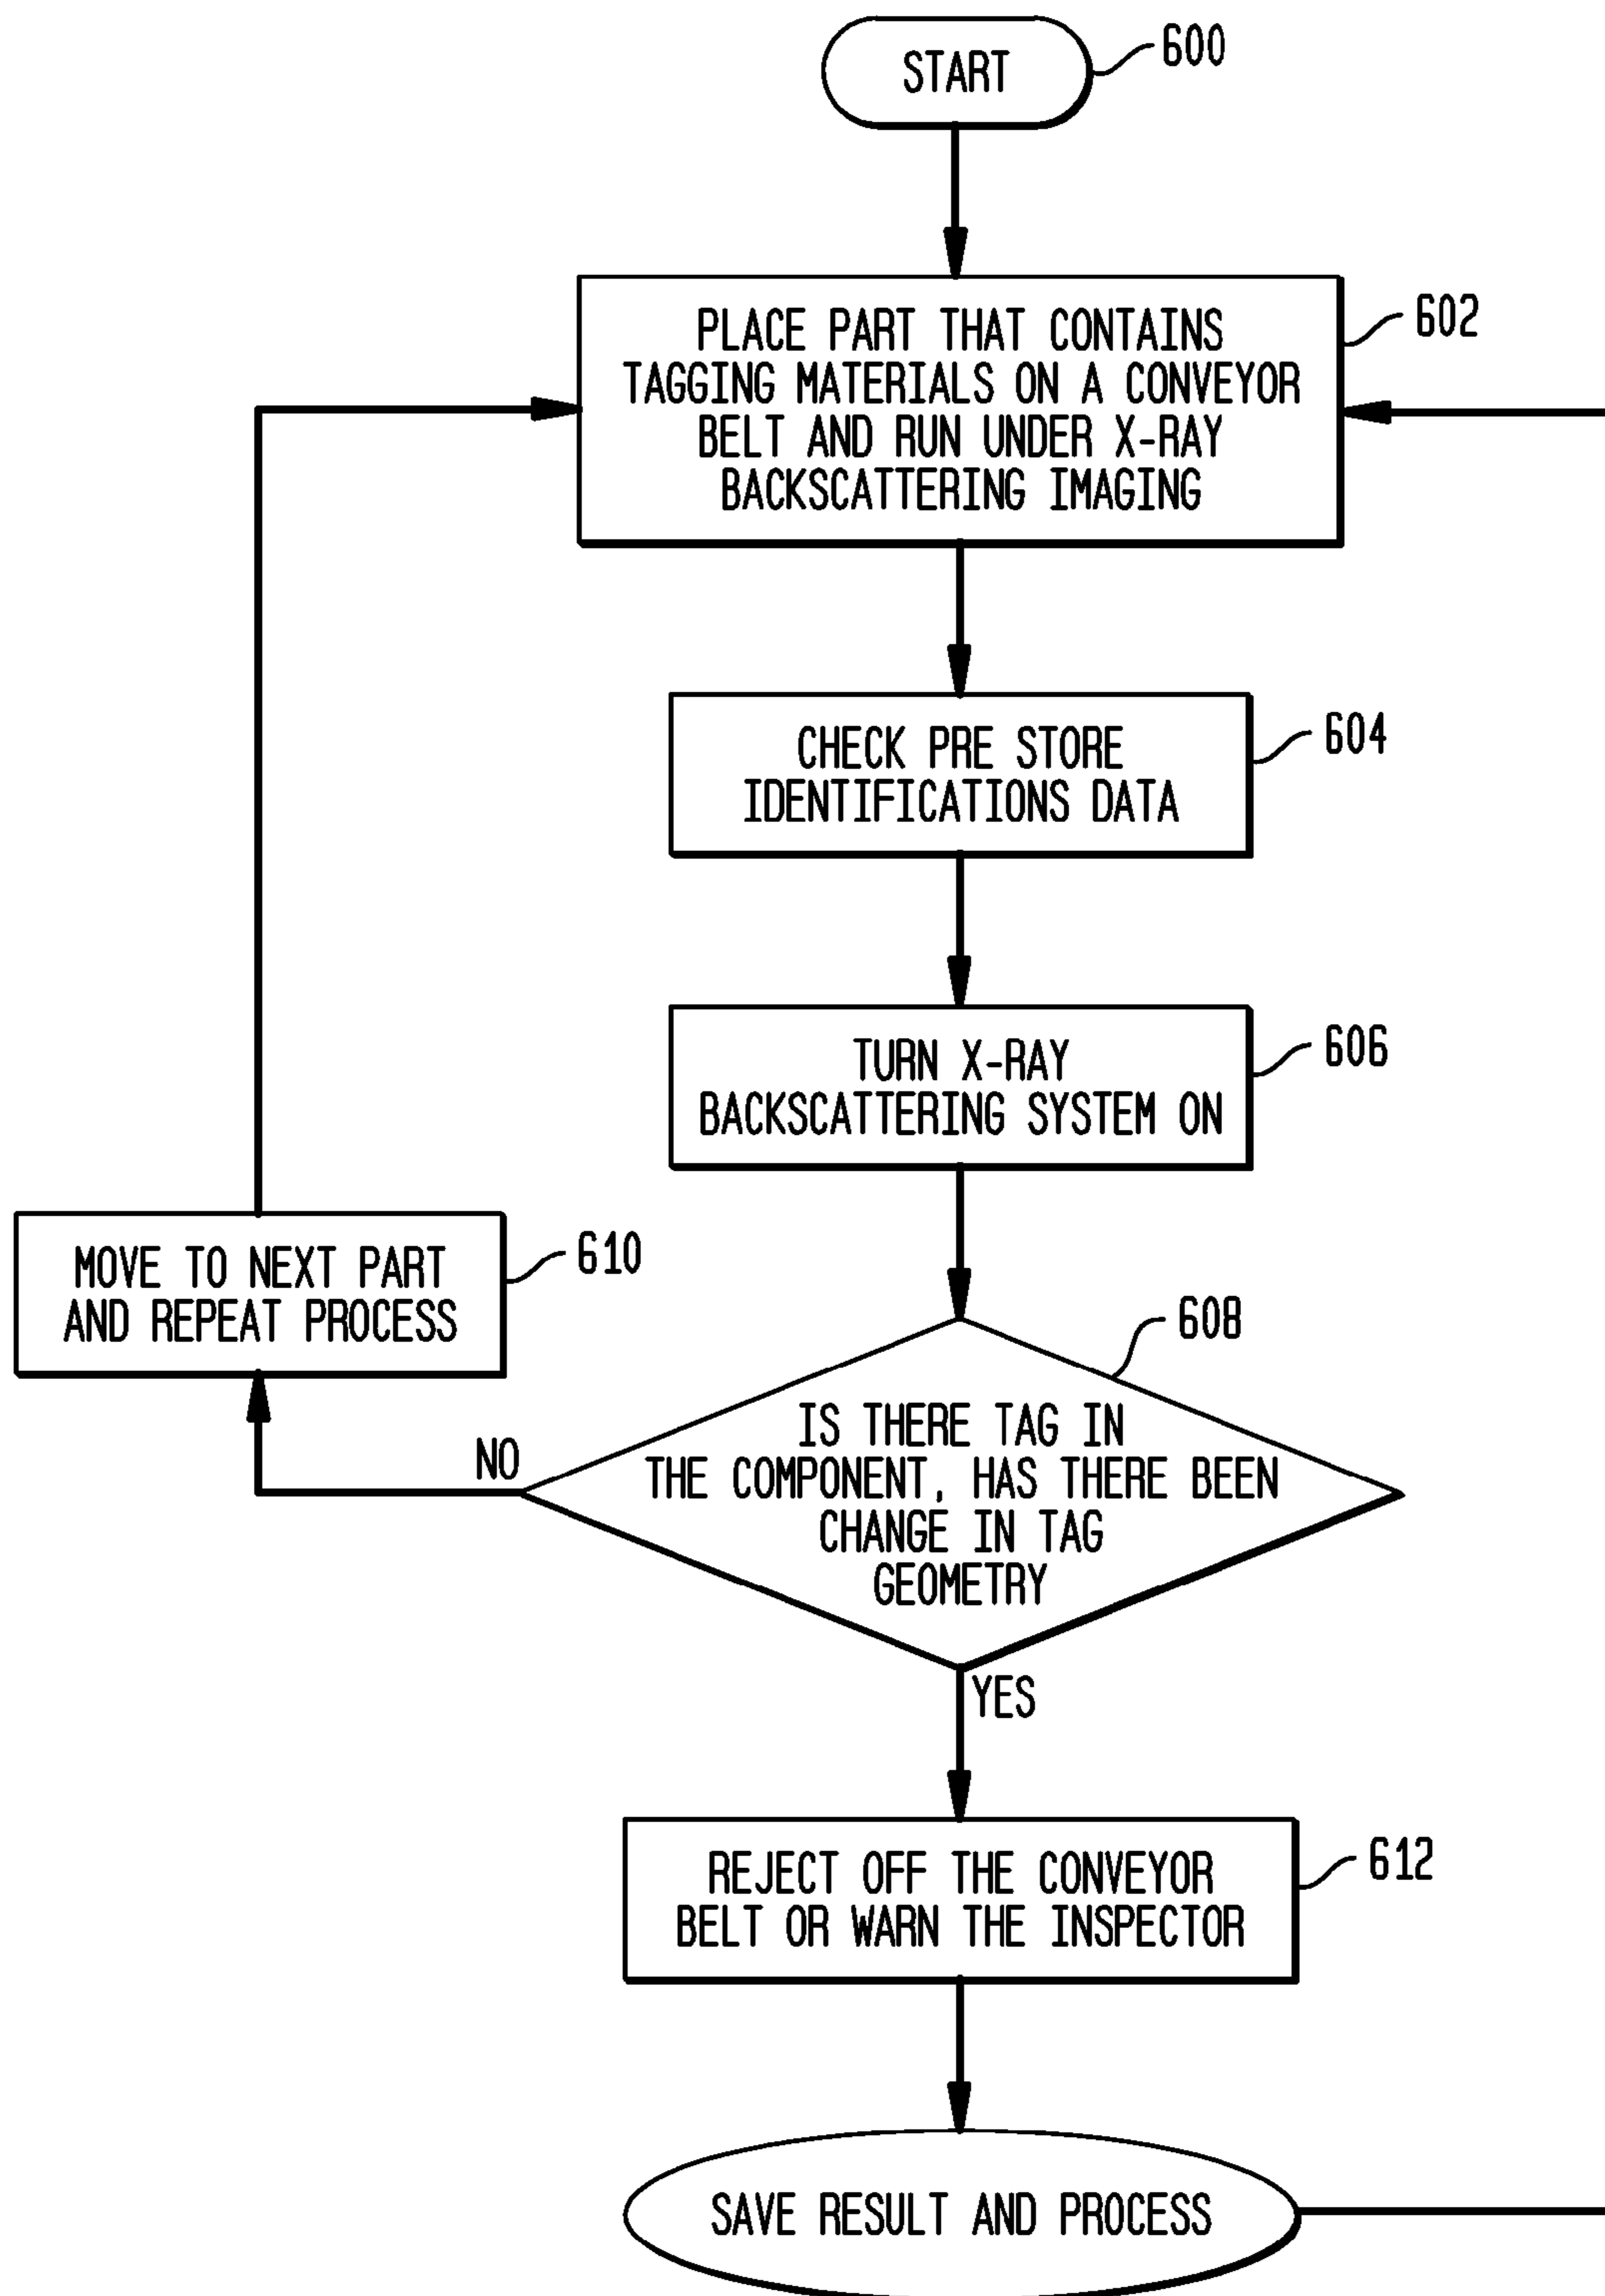 START
600
PLACE PART THAT CONTAINS
TAGGING MATERIALS ON A CONVEYOR
BELT AND RUN UNDER X-RAY
BACKSCATTERING IMAGING
602
CHECK PRE STORE
IDENTIFICATIONS DATA
604
TURN X-RAY
BACKSCATTERING SYSTEM ON
606
MOVE TO NEXT PART
AND REPEAT PROCESS
610
608
IS THERE TAG IN
THE COMPONENT, HAS THERE BEEN
CHANGE IN TAG
GEOMETRY
NO
YES
REJECT OFF THE CONVEYOR
BELT OR WARN THE INSPECTOR
612
SAVE RESULT AND PROCESS